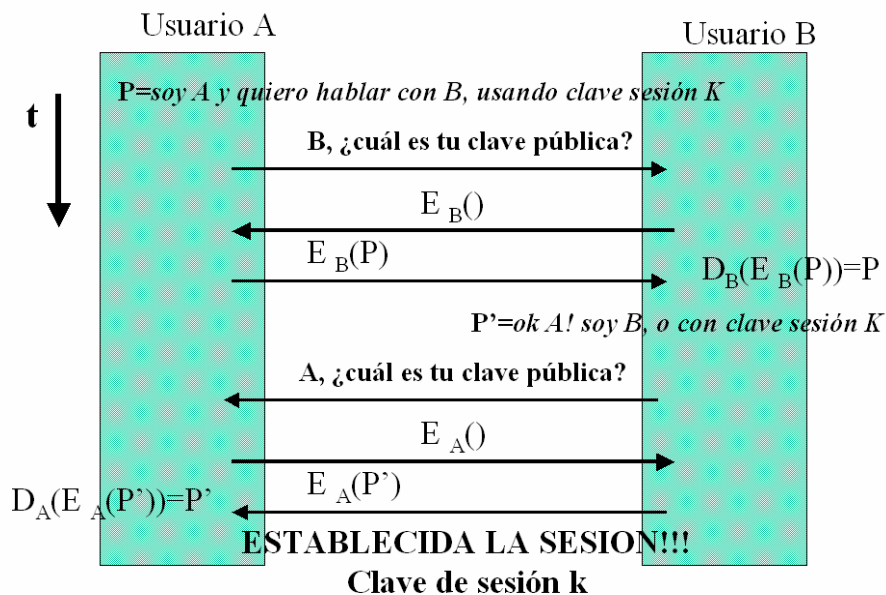 Usuario A
Usuario B
P=soy A y quiero hablar con B, usando clave sesión K
t
B, ¿cuál es tu clave pública?
E B()
E B(P)
DB(E B(P))=P
P’=ok A! soy B, o con clave sesión K
A, ¿cuál es tu clave pública?
E A()
E A(P’)
DA(E A(P’))=P’
ESTABLECIDA LA SESION!!!
Clave de sesión k